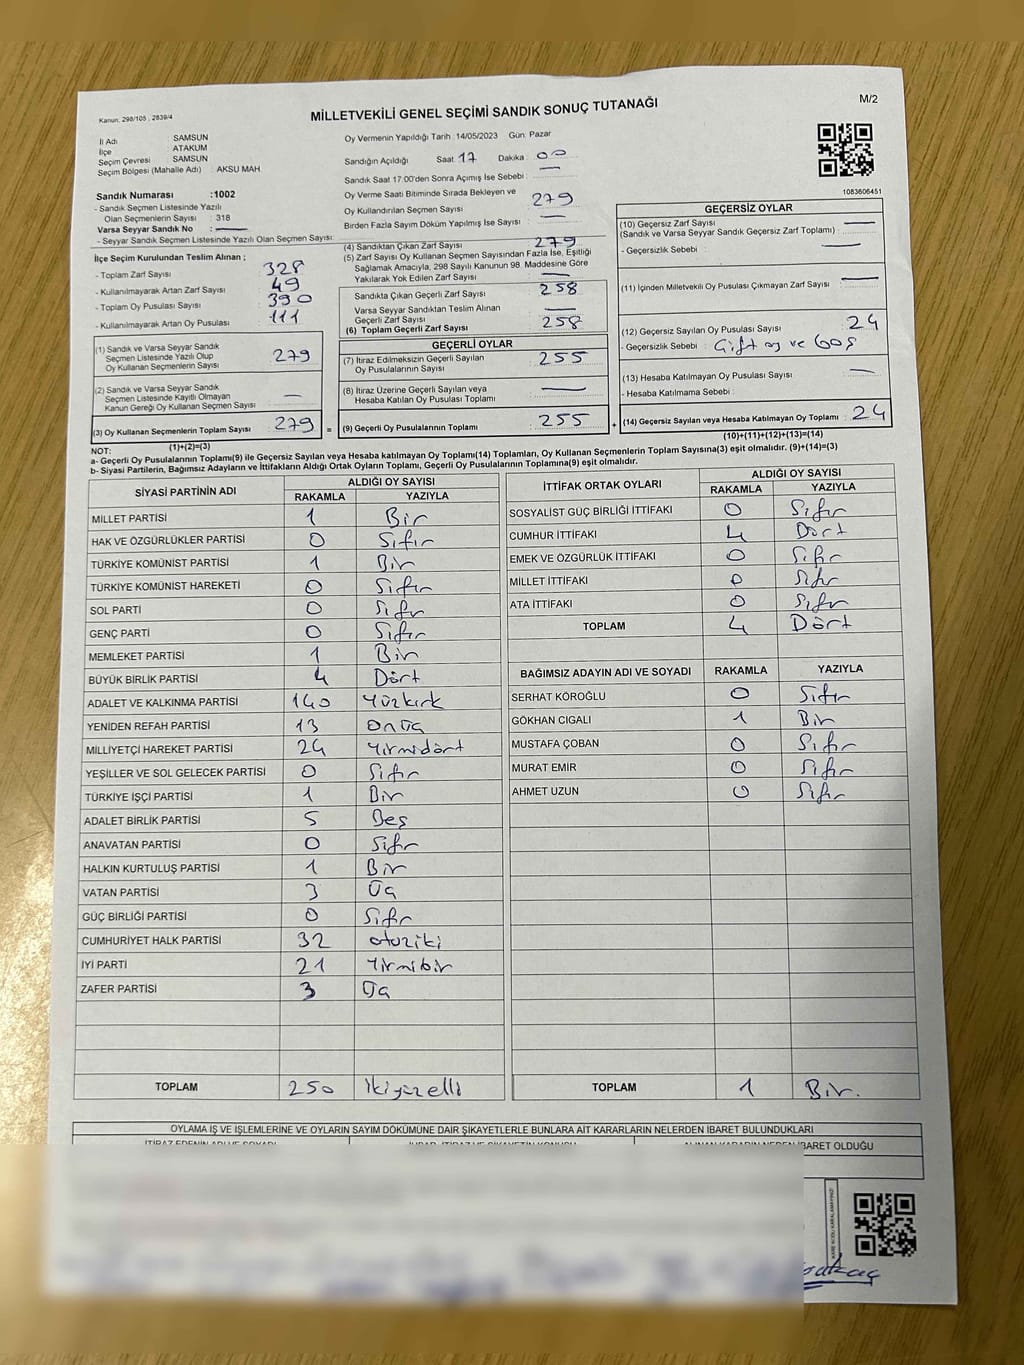 Kanun: 298/105 , 2839/4
MİLLETVEKİLİ GENEL SEÇİMİ SANDIK SONUÇ TUTANAĞI
M/2
İl Adı SAMSUN
İlçe ATAKUM
Seçim Çevresi SAMSUN
Seçim Bölgesi (Mahalle Adı) : AKSU MAH
Sandık Numarası :1002
- Sandık Seçmen Listesinde Yazılı
Olan Seçmenlerin Sayısı : 318
Varsa Seyyar Sandık No : —
- Seyyar Sandık Seçmen Listesinde Yazılı Olan Seçmen Sayısı:
İlçe Seçim Kurulundan Teslim Alınan ;
- Toplam Zarf Sayısı : 328
- Kullanılmayarak Artan Zarf Sayısı : 49
- Toplam Oy Pusulası Sayısı : 390
- Kullanılmayarak Artan Oy Pusulası : 111
Oy Vermenin Yapıldığı Tarih :14/05/2023 Gün: Pazar
Sandığın Açıldığı Saat : 17 Dakika : 00
Sandık Saat 17.00'den Sonra Açımış İse Sebebi : —
Oy Verme Saati Bitiminde Sırada Bekleyen ve
Oy Kullandırılan Seçmen Sayısı : 279
Birden Fazla Sayım Döküm Yapılmış İse Sayısı : —
(4) Sandıktan Çıkan Zarf Sayısı : 279
(5) Zarf Sayısı Oy Kullanan Seçmen Sayısından Fazla İse, Eşitliği
Sağlamak Amacıyla, 298 Sayılı Kanunun 98. Maddesine Göre
Yakılarak Yok Edilen Zarf Sayısı : —
Sandıkta Çıkan Geçerli Zarf Sayısı : 258
Varsa Seyyar Sandıktan Teslim Alınan
Geçerli Zarf Sayısı : —
(6) Toplam Geçerli Zarf Sayısı : 258
1083606451
GEÇERSİZ OYLAR
(10) Geçersiz Zarf Sayısı : —
(Sandık ve Varsa Seyyar Sandık Geçersiz Zarf Toplamı)
- Geçersizlik Sebebi : —
(11) İçinden Milletvekili Oy Pusulası Çıkmayan Zarf Sayısı : —
(12) Geçersiz Sayılan Oy Pusulası Sayısı : 24
- Geçersizlik Sebebi : Çift oy ve boş
(13) Hesaba Katılmayan Oy Pusulası Sayısı : —
- Hesaba Katılmama Sebebi :
(14) Geçersiz Sayılan veya Hesaba Katılmayan Oy Toplamı : 24
(10)+(11)+(12)+(13)=(14)
(1) Sandık ve Varsa Seyyar Sandık
Seçmen Listesinde Yazılı Olup
Oy Kullanan Seçmenlerin Sayısı : 279
(2) Sandık ve Varsa Seyyar Sandık
Seçmen Listesinde Kayıtlı Olmayan
Kanun Gereği Oy Kullanan Seçmen Sayısı : —
(3) Oy Kullanan Seçmenlerin Toplam Sayısı : 279 =
(1)+(2)=(3)
GEÇERLİ OYLAR
(7) İtiraz Edilmeksizin Geçerli Sayılan
Oy Pusulalarının Sayısı : 255
(8) İtiraz Üzerine Geçerli Sayılan veya
Hesaba Katılan Oy Pusulası Toplamı : —
(9) Geçerli Oy Pusulalarının Toplamı : 255 +
NOT:
a- Geçerli Oy Pusulalarının Toplamı(9) ile Geçersiz Sayılan veya Hesaba katılmayan Oy Toplamı(14) Toplamları, Oy Kullanan Seçmenlerin Toplam Sayısına(3) eşit olmalıdır. (9)+(14)=(3)
b- Siyasi Partilerin, Bağımsız Adayların ve İttifakların Aldığı Ortak Oyların Toplamı, Geçerli Oy Pusulalarının Toplamına(9) eşit olmalıdır.
SİYASİ PARTİNİN ADI ALDIĞI OY SAYISI
RAKAMLA YAZIYLA
MİLLET PARTİSİ 1 Bir
HAK VE ÖZGÜRLÜKLER PARTİSİ 0 Sıfır
TÜRKİYE KOMÜNİST PARTİSİ 1 Bir
TÜRKİYE KOMÜNİST HAREKETİ 0 Sıfır
SOL PARTİ 0 Sıfır
GENÇ PARTİ 0 Sıfır
MEMLEKET PARTİSİ 1 Bir
BÜYÜK BİRLİK PARTİSİ 4 Dört
ADALET VE KALKINMA PARTİSİ 140 Yüzkırk
YENİDEN REFAH PARTİSİ 13 Onüç
MİLLİYETÇİ HAREKET PARTİSİ 24 Yirmidört
YEŞİLLER VE SOL GELECEK PARTİSİ 0 Sıfır
TÜRKİYE İŞÇİ PARTİSİ 1 Bir
ADALET BİRLİK PARTİSİ 5 Beş
ANAVATAN PARTİSİ 0 Sıfır
HALKIN KURTULUŞ PARTİSİ 1 Bir
VATAN PARTİSİ 3 Üç
GÜÇ BİRLİĞİ PARTİSİ 0 Sıfır
CUMHURİYET HALK PARTİSİ 32 otuziki
İYİ PARTİ 21 Yirmibir
ZAFER PARTİSİ 3 Üç
TOPLAM 250 İkiyüzelli
İTTİFAK ORTAK OYLARI ALDIĞI OY SAYISI
RAKAMLA YAZIYLA
SOSYALİST GÜÇ BİRLİĞİ İTTİFAKI 0 Sıfır
CUMHUR İTTİFAKI 4 Dört
EMEK VE ÖZGÜRLÜK İTTİFAKI 0 Sıfır
MİLLET İTTİFAKI 0 Sıfır
ATA İTTİFAKI 0 Sıfır
TOPLAM 4 Dört
BAĞIMSIZ ADAYIN ADI VE SOYADI RAKAMLA YAZIYLA
SERHAT KÖROĞLU 0 Sıfır
GÖKHAN CIGALI 1 Bir
MUSTAFA ÇOBAN 0 Sıfır
MURAT EMİR 0 Sıfır
AHMET UZUN 0 Sıfır
TOPLAM 1 Bir.
OYLAMA İŞ VE İŞLEMLERİNE VE OYLARIN SAYIM DÖKÜMÜNE DAİR ŞİKAYETLERLE BUNLARA AİT KARARLARIN NELERDEN İBARET BULUNDUKLARI
İTİRAZ EDENİN ADI VE SOYADI ALINAN KARARIN NEDEN İBARET OLDUĞU
KARE KODU KARALAMAYINIZ!